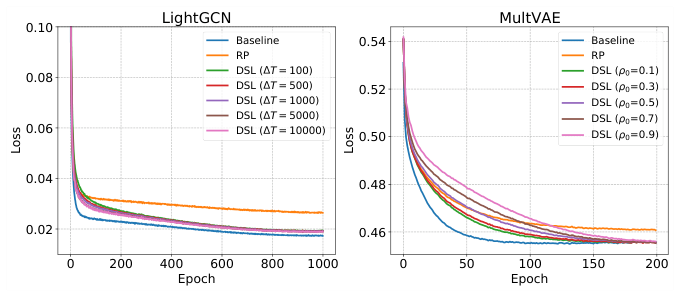 LightGCN
Loss
0.10
0.08
0.06
0.04
0.02
0
200
400
600
800
1000
Epoch
Baseline
RP
DSL (ΔT = 100)
DSL (ΔT = 500)
DSL (ΔT = 1000)
DSL (ΔT = 5000)
DSL (ΔT = 10000)
MultVAE
Loss
0.54
0.52
0.50
0.48
0.46
0
50
100
150
200
Epoch
Baseline
RP
DSL (ρ₀=0.1)
DSL (ρ₀=0.3)
DSL (ρ₀=0.5)
DSL (ρ₀=0.7)
DSL (ρ₀=0.9)